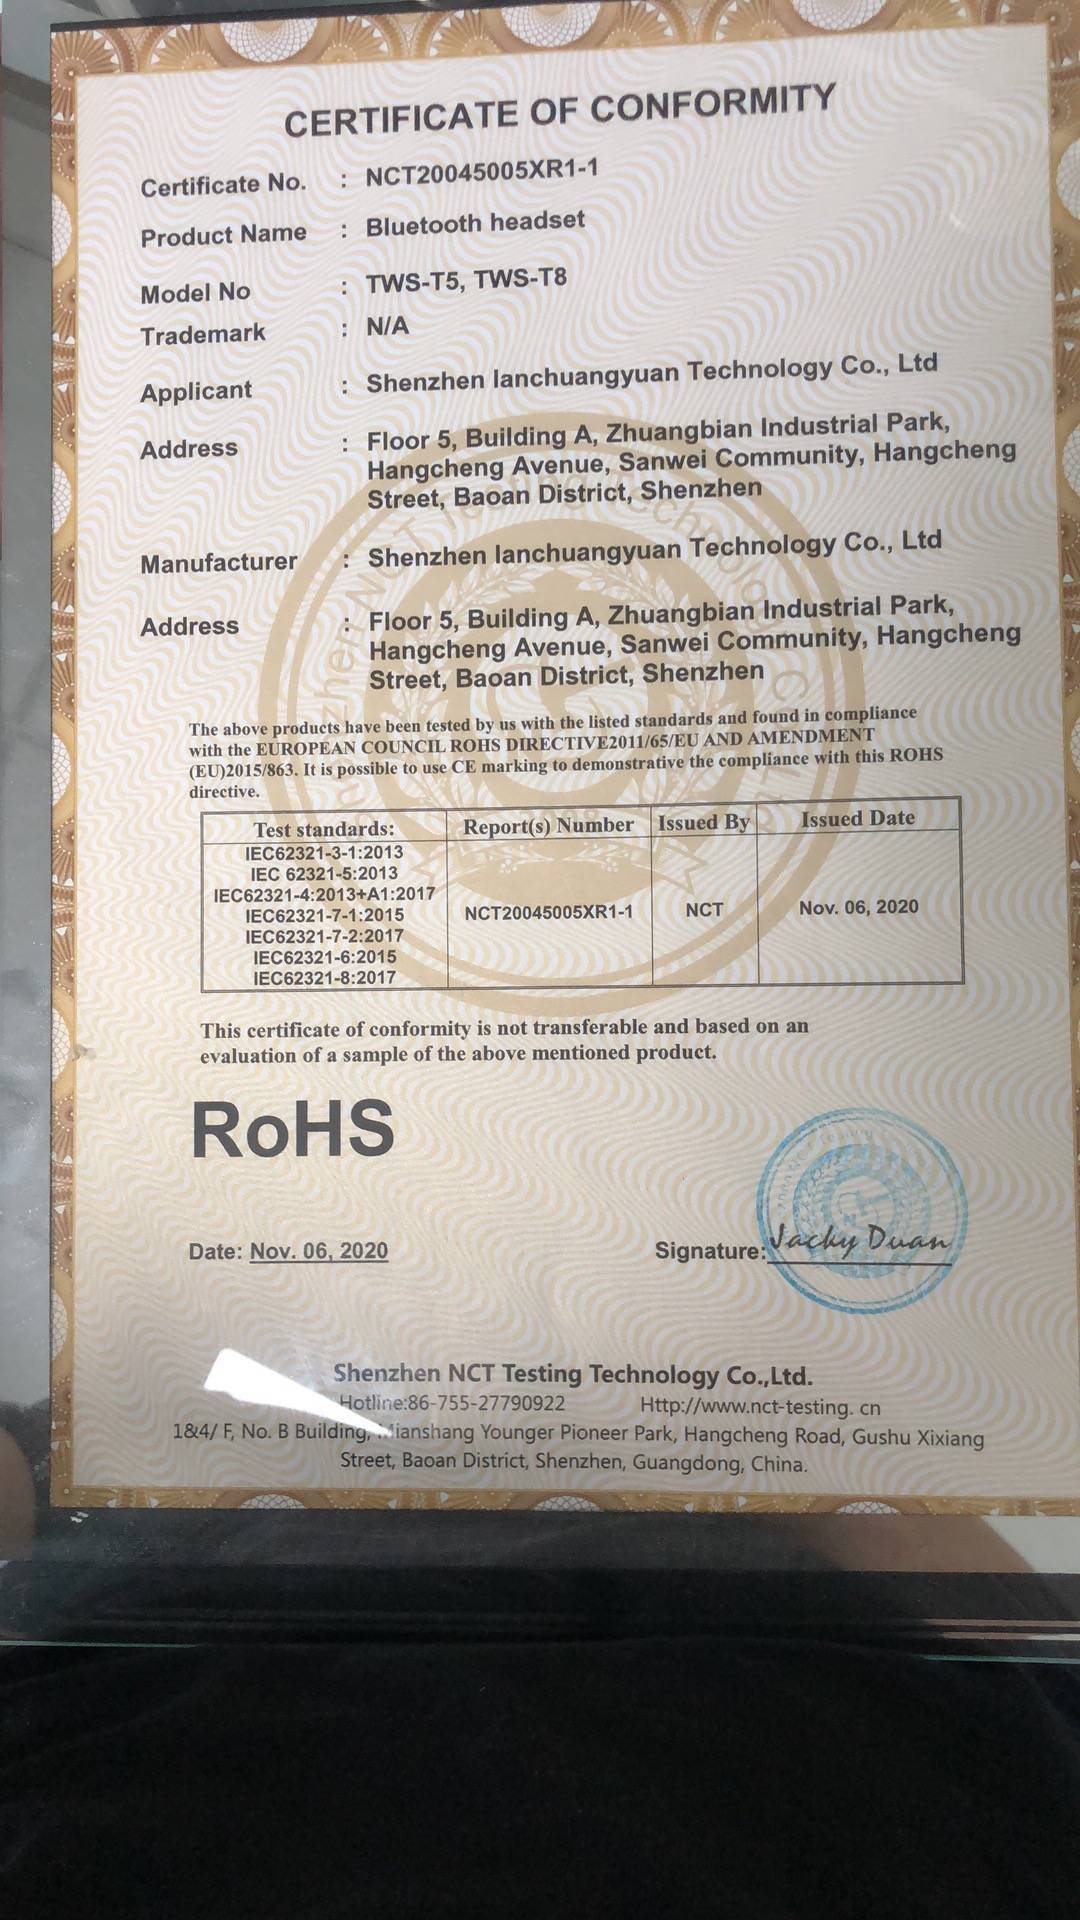 CERTIFICATE OF CONFORMITY
Certificate No. : NCT20045005XR1-1
Product Name : Bluetooth headset
Model No : TWS-T5, TWS-T8
Trademark : N/A
Applicant : Shenzhen lanchuangyuan Technology Co., Ltd
Address : Floor 5, Building A, Zhuangbian Industrial Park,
Hangcheng Avenue, Sanwei Community, Hangcheng
Street, Baoan District, Shenzhen
Manufacturer : Shenzhen lanchuangyuan Technology Co., Ltd
Address : Floor 5, Building A, Zhuangbian Industrial Park,
Hangcheng Avenue, Sanwei Community, Hangcheng
Street, Baoan District, Shenzhen
The above products have been tested by us with the listed standards and found in compliance
with the EUROPEAN COUNCIL ROHS DIRECTIVE2011/65/EU AND AMENDMENT
(EU)2015/863. It is possible to use CE marking to demonstrative the compliance with this ROHS
directive.
Test standards: Report(s) Number Issued By Issued Date
IEC62321-3-1:2013
IEC 62321-5:2013
IEC62321-4:2013+A1:2017
IEC62321-7-1:2015 NCT20045005XR1-1 NCT Nov. 06, 2020
IEC62321-7-2:2017
IEC62321-6:2015
IEC62321-8:2017
This certificate of conformity is not transferable and based on an
evaluation of a sample of the above mentioned product.
RoHS
Date: Nov. 06, 2020 Signature: Jacky Duan
Shenzhen NCT Testing Technology Co.,Ltd.
Hotline:86-755-27790922 Http://www.nct-testing. cn
1&4/ F, No. B Building, Younger Pioneer Park, Hangcheng Road, Gushu Xixiang
Street, Baoan District, Shenzhen, Guangdong, China.